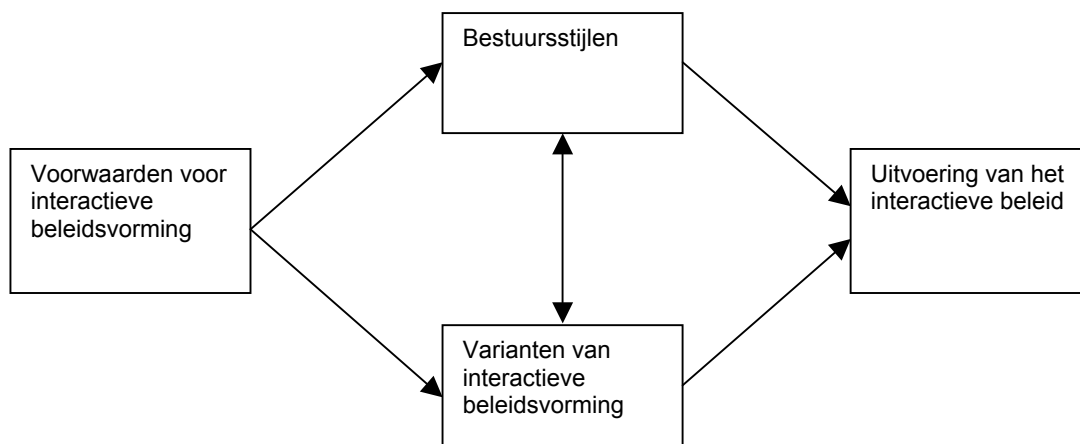 Bestuursstijlen
Voorwaarden voor
interactieve
beleidsvorming
Uitvoering van het
interactieve beleid
Varianten van
interactieve
beleidsvorming